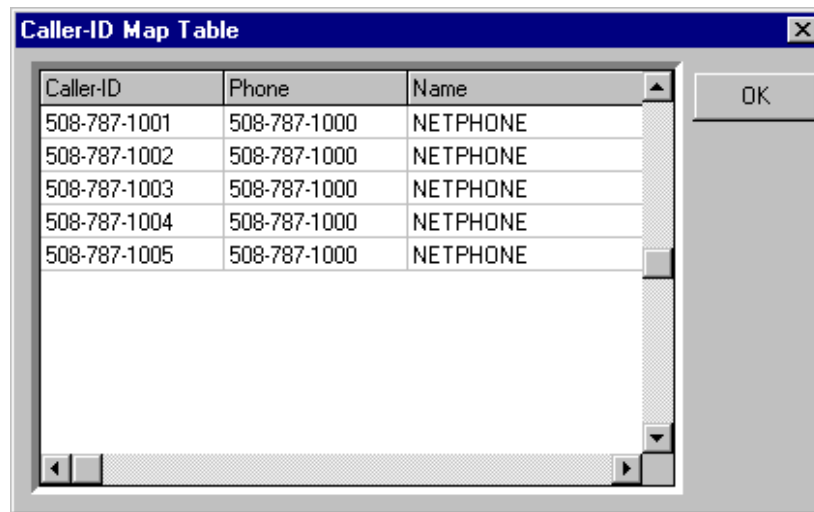 Caller-ID Map Table
Caller-ID Phone Name
OK
508-787-1001 508-787-1000 NETPHONE
508-787-1002 508-787-1000 NETPHONE
508-787-1003 508-787-1000 NETPHONE
508-787-1004 508-787-1000 NETPHONE
508-787-1005 508-787-1000 NETPHONE